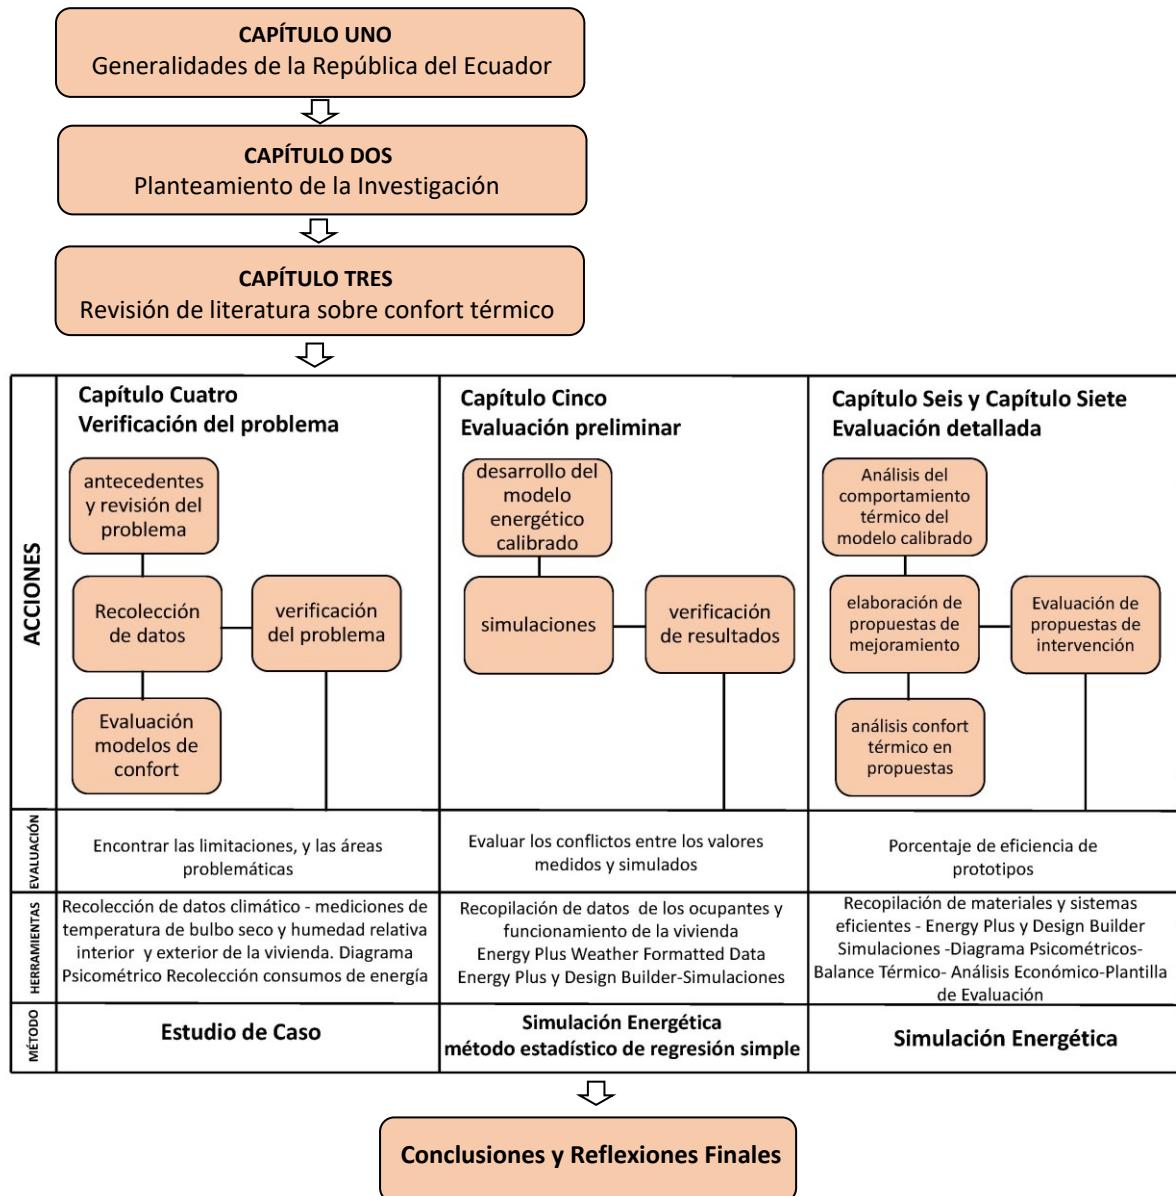 CAPÍTULO UNO
Generalidades de la República del Ecuador
CAPÍTULO DOS
Planteamiento de la Investigación
CAPÍTULO TRES
Revisión de literatura sobre confort térmico
ACCIONES
Capítulo Cuatro
Verificación del problema
antecedentes
y revisión del
problema
Recolección
de datos
verificación
del problema
Evaluación
modelos de
confort
Capítulo Cinco
Evaluación preliminar
desarrollo del
modelo
energético
calibrado
simulaciones
verificación
de resultados
Capítulo Seis y Capítulo Siete
Evaluación detallada
Análisis del
comportamiento
térmico del
modelo calibrado
elaboración de
propuestas de
mejoramiento
Evaluación de
propuestas de
intervención
análisis confort
térmico en
propuestas
EVALUACIÓN
Encontrar las limitaciones, y las áreas
problemáticas
Evaluar los conflictos entre los valores
medidos y simulados
Porcentaje de eficiencia de
prototipos
HERRAMIENTAS
Recolección de datos climático - mediciones de
temperatura de bulbo seco y humedad relativa
interior y exterior de la vivienda. Diagrama
Psicométrico Recolección consumos de energía
Recopilación de datos de los ocupantes y
funcionamiento de la vivienda
Energy Plus Weather Formatted Data
Energy Plus y Design Builder-Simulaciones
Recopilación de materiales y sistemas
eficientes - Energy Plus y Design Builder
Simulaciones -Diagrama Psicométricos-
Balance Térmico- Análisis Económico-Plantilla
de Evaluación
MÉTODO
Estudio de Caso
Simulación Energética
método estadístico de regresión simple
Simulación Energética
Conclusiones y Reflexiones Finales